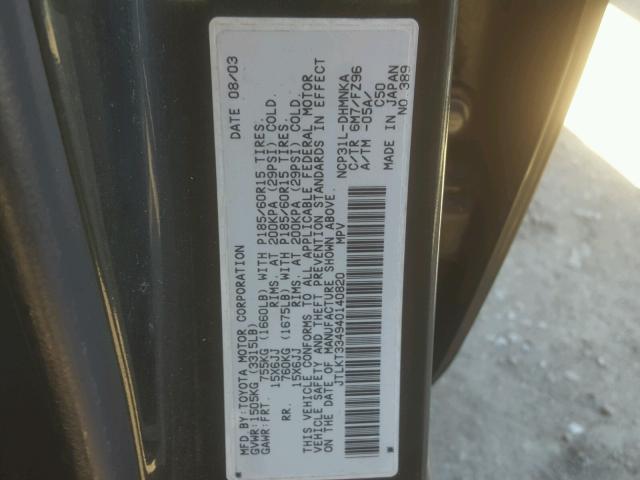 MFD.BY:TOYOTA MOTOR CORPORATION DATE 08/03
GVWR:1505KG (3315LB)
GAWR:FRT. 755KG (1660LB) WITH P185/60R15 TIRES.
15X6JJ RIMS. AT 200KPA (29PSI) COLD.
RR. 760KG (1675LB) WITH P185/60R15 TIRES.
15X6JJ RIMS. AT 200KPA (29PSI) COLD.
THIS VEHICLE CONFORMS TO ALL APPLICABLE FEDERAL MOTOR
VEHICLE SAFETY AND THEFT PREVENTION STANDARDS IN EFFECT
ON THE DATE OF MANUFACTURE SHOWN ABOVE.
JTLKT334940140820 MPV
NCP31L-DHMNKA
C/TR 6M7/FZ96
A/TM -05A/ C50
MADE IN JAPAN
NO 389